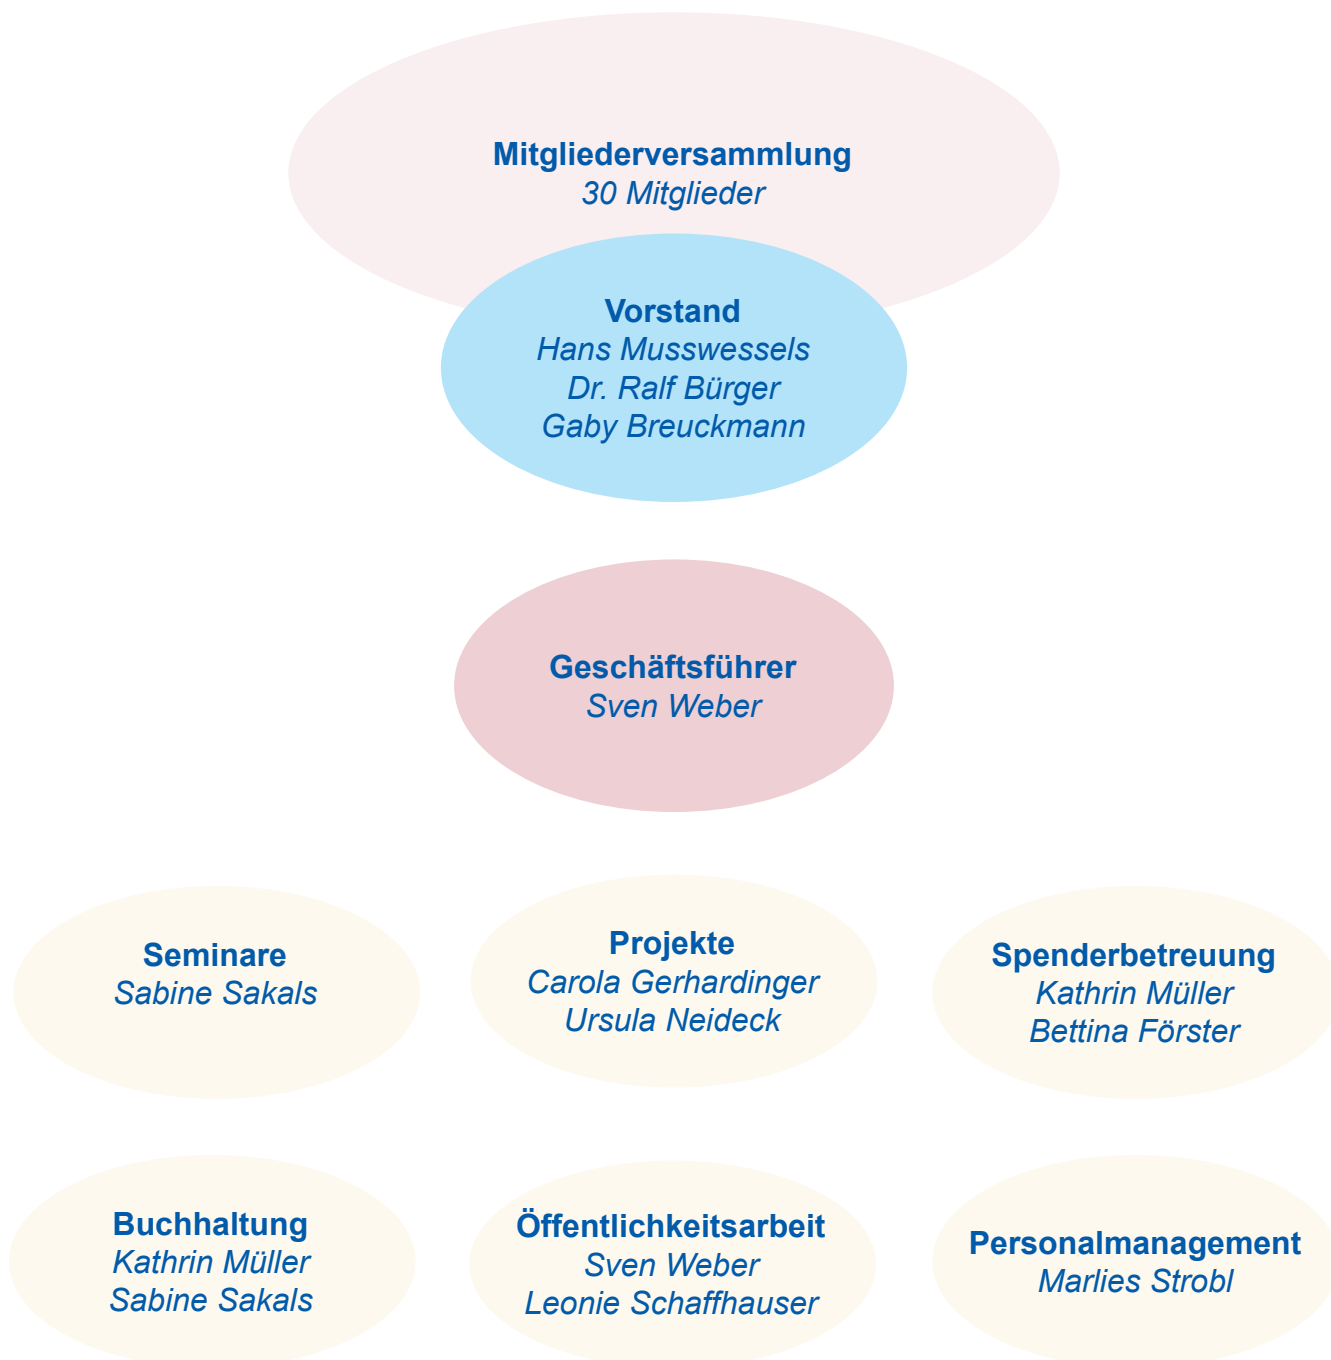 Mitgliederversammlung
30 Mitglieder
Vorstand
Hans Musswessels
Dr. Ralf Bürger
Gaby Breuckmann
Geschäftsführer
Sven Weber
Seminare
Sabine Sakals
Projekte
Carola Gerhardinger
Ursula Neideck
Spenderbetreuung
Kathrin Müller
Bettina Förster
Buchhaltung
Kathrin Müller
Sabine Sakals
Öffentlichkeitsarbeit
Sven Weber
Leonie Schaffhauser
Personalmanagement
Marlies Strobl